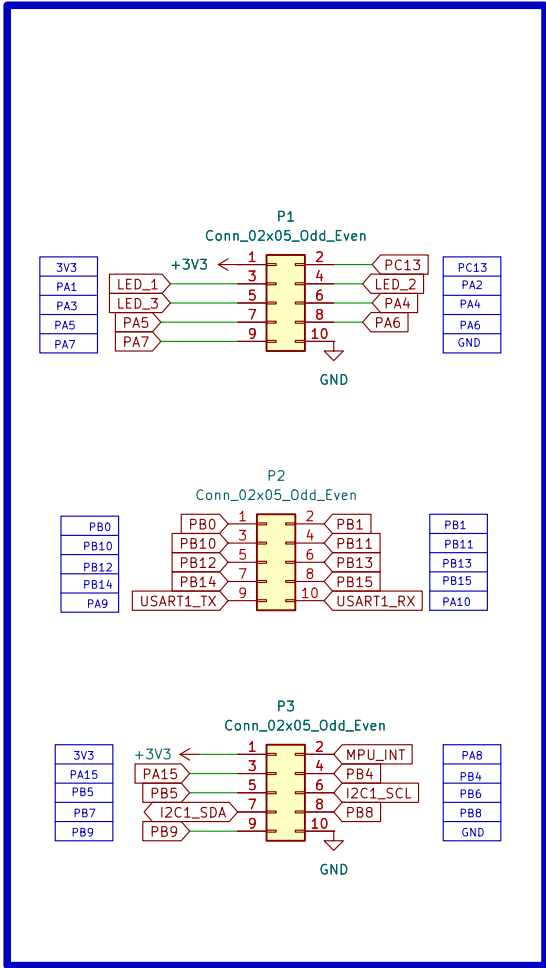 P1
Conn_02x05_Odd_Even
3V3 +3V3 1 2 PC13 PC13
PA1 LED_1 3 4 LED_2 PA2
PA3 LED_3 5 6 PA4 PA4
PA5 PA5 7 8 PA6 PA6
PA7 PA7 9 10 GND
GND
P2
Conn_02x05_Odd_Even
PB0 PB0 1 2 PB1 PB1
PB10 PB10 3 4 PB11 PB11
PB12 PB12 5 6 PB13 PB13
PB14 PB14 7 8 PB15 PB15
PA9 USART1_TX 9 10 USART1_RX PA10
P3
Conn_02x05_Odd_Even
3V3 +3V3 1 2 MPU_INT PA8
PA15 PA15 3 4 PB4 PB4
PB5 PB5 5 6 I2C1_SCL PB6
PB7 I2C1_SDA 7 8 PB8 PB8
PB9 PB9 9 10 GND
GND